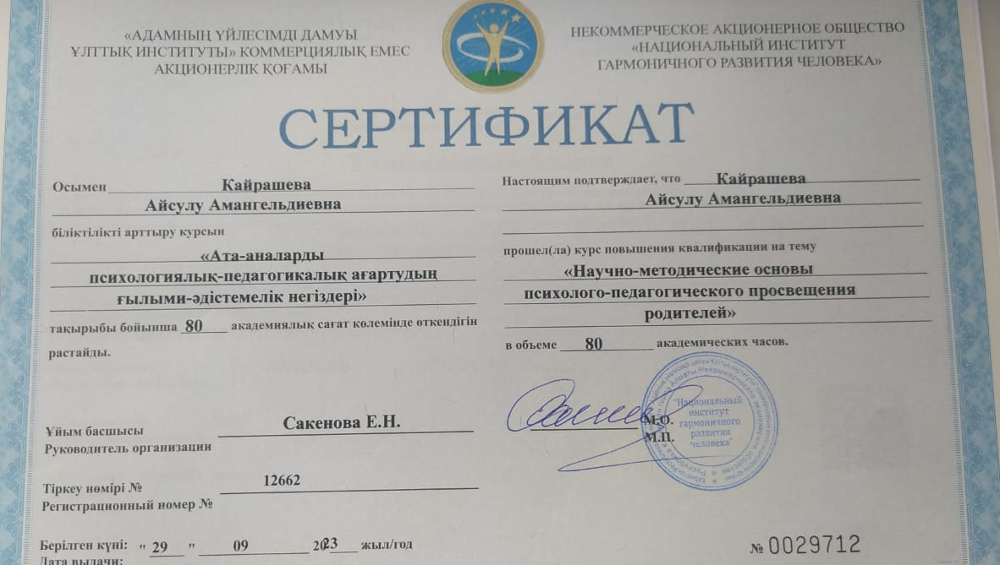 «АДАМНЫҢ ҮЙЛЕСІМДІ ДАМУЫ
ҰЛТТЫҚ ИНСТИТУТЫ» КОММЕРЦИЯЛЫҚ ЕМЕС
АКЦИОНЕРЛІК ҚОҒАМЫ
НЕКОММЕРЧЕСКОЕ АКЦИОНЕРНОЕ ОБЩЕСТВО
«НАЦИОНАЛЬНЫЙ ИНСТИТУТ
ГАРМОНИЧНОГО РАЗВИТИЯ ЧЕЛОВЕКА»
СЕРТИФИКАТ
Осымен Кайрашева
Айсулу Амангельдиевна
біліктілікті арттыру курсын
«Ата-аналарды
психологиялық-педагогикалық ағартудың
ғылыми-әдістемелік негіздері»
тақырыбы бойынша 80 академиялық сағат көлемінде өткендігін
растайды.
Настоящим подтверждает, что Кайрашева
Айсулу Амангельдиевна
прошел(ла) курс повышения квалификации на тему
«Научно-методические основы
психолого-педагогического просвещения
родителей»
в объеме 80 академических часов.
Ұйым басшысы Сакенова Е.Н.
Руководитель организации
М.О.
М.П.
"Национальный
институт
гармоничного
развития
человека"
Тіркеу нөмірі № 12662
Регистрационный номер №
Берілген күні: " 29 " 09 2023 жыл/год
Дата выдачи:
№ 0029712